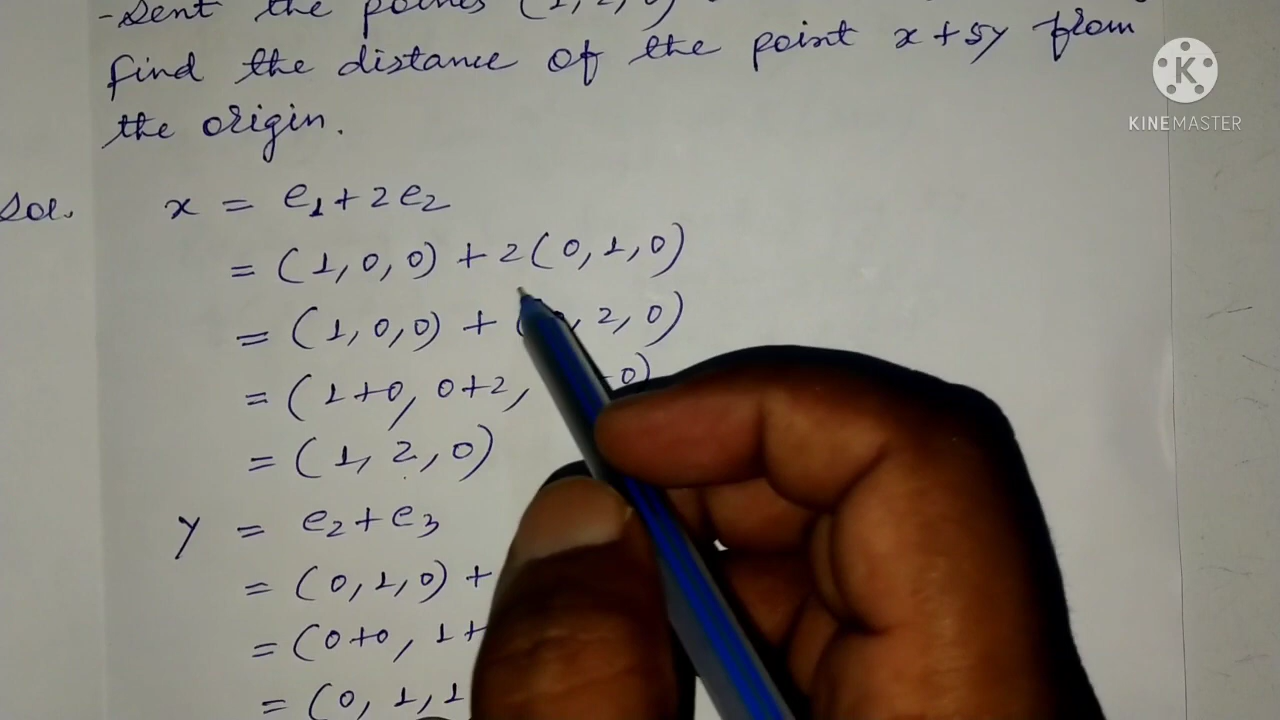 -sent the points (1,2,0)
find the distance of the point x+5y from
the origin.
Sol. x = e₁+2e₂
= (1,0,0) + 2(0,1,0)
= (1,0,0) + ( , 2, 0)
= (1+0, 0+2, 0)
= (1, 2, 0)
y = e₂+e₃
= (0,1,0) +
= (0+0, 1+
= (0, 1, 1
KINEMASTER